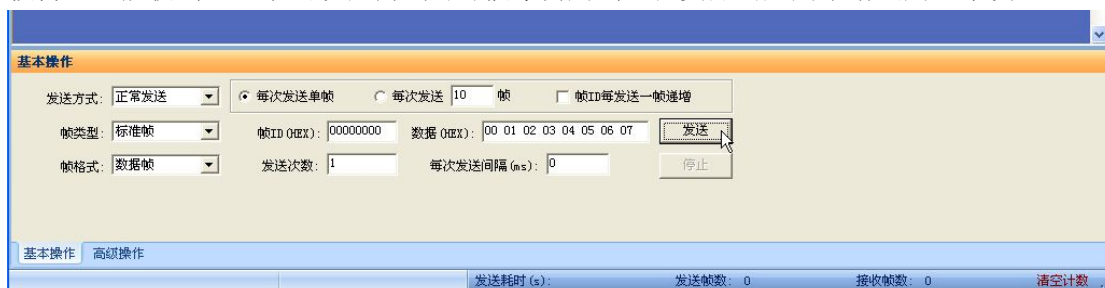 基本操作
发送方式: 正常发送 每次发送单帧 每次发送 10 帧 帧ID每发送一帧递增
帧类型: 标准帧 帧ID(HEX): 00000000 数据(HEX): 00 01 02 03 04 05 06 07 发送
帧格式: 数据帧 发送次数: 1 每次发送间隔(ms): 0 停止
基本操作 高级操作
发送耗时(s): 发送帧数: 0 接收帧数: 0 清空计数